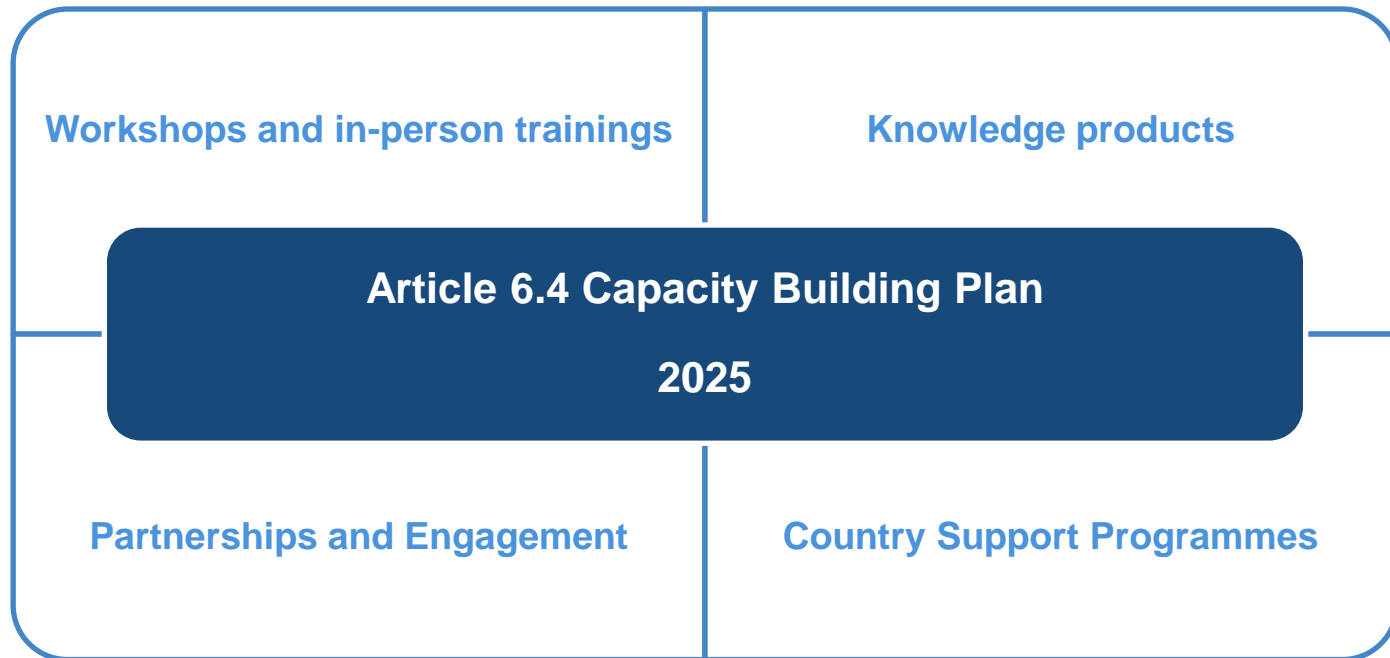 Workshops and in-person trainings
Knowledge products
Article 6.4 Capacity Building Plan
2025
Partnerships and Engagement
Country Support Programmes